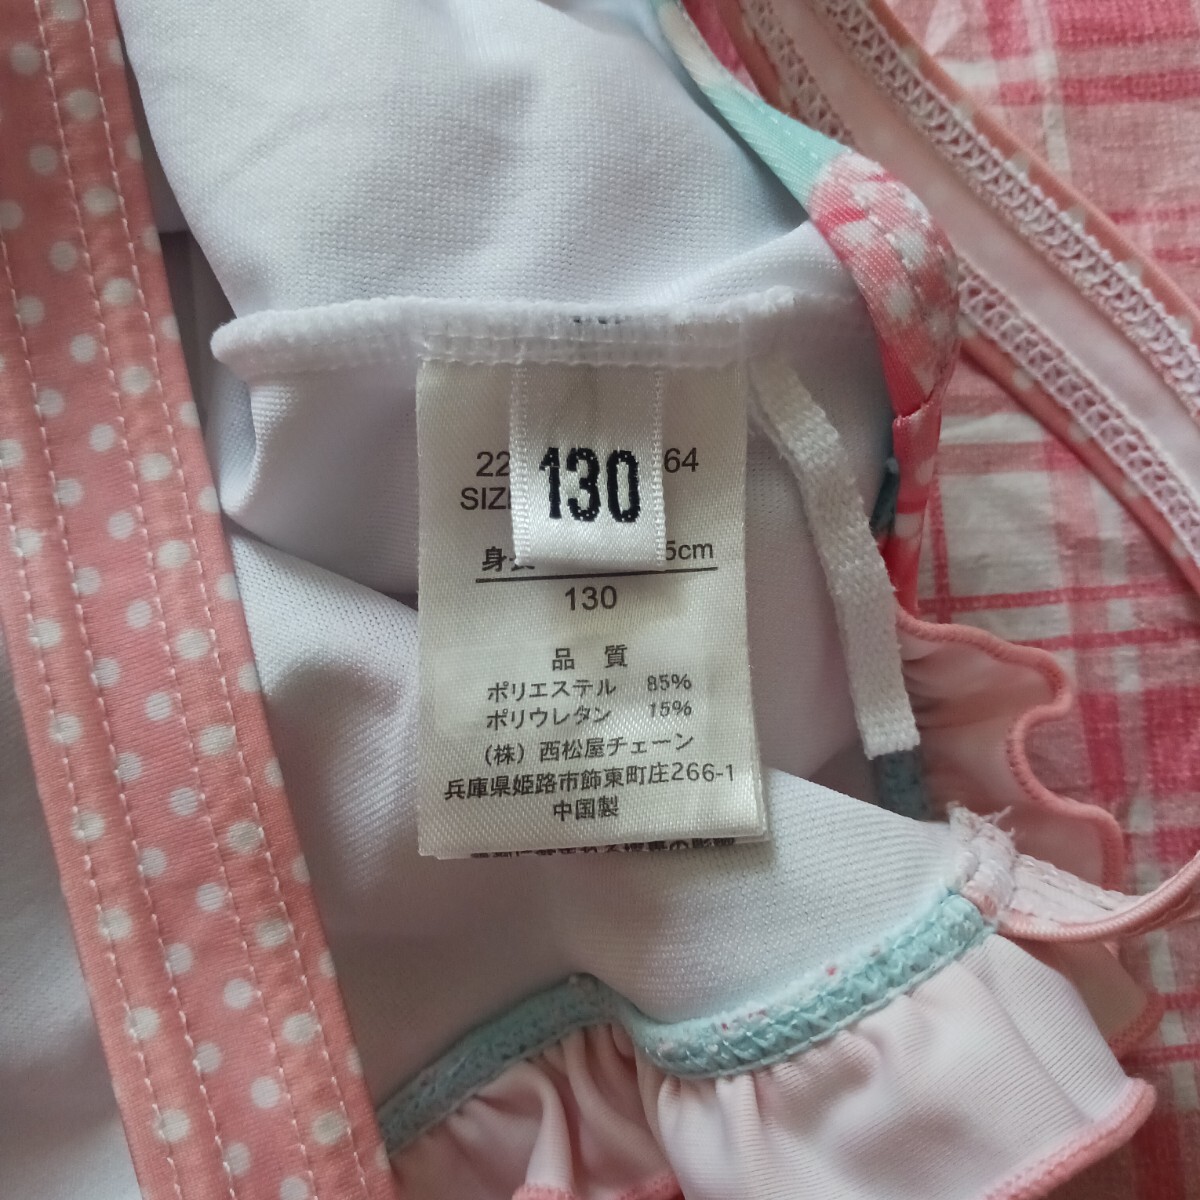 130
22 64
SIZE
身長 5cm
130
品 質
ポリエステル 85%
ポリウレタン 15%
(株) 西松屋チェーン
兵庫県姫路市飾東町庄266-1
中国製